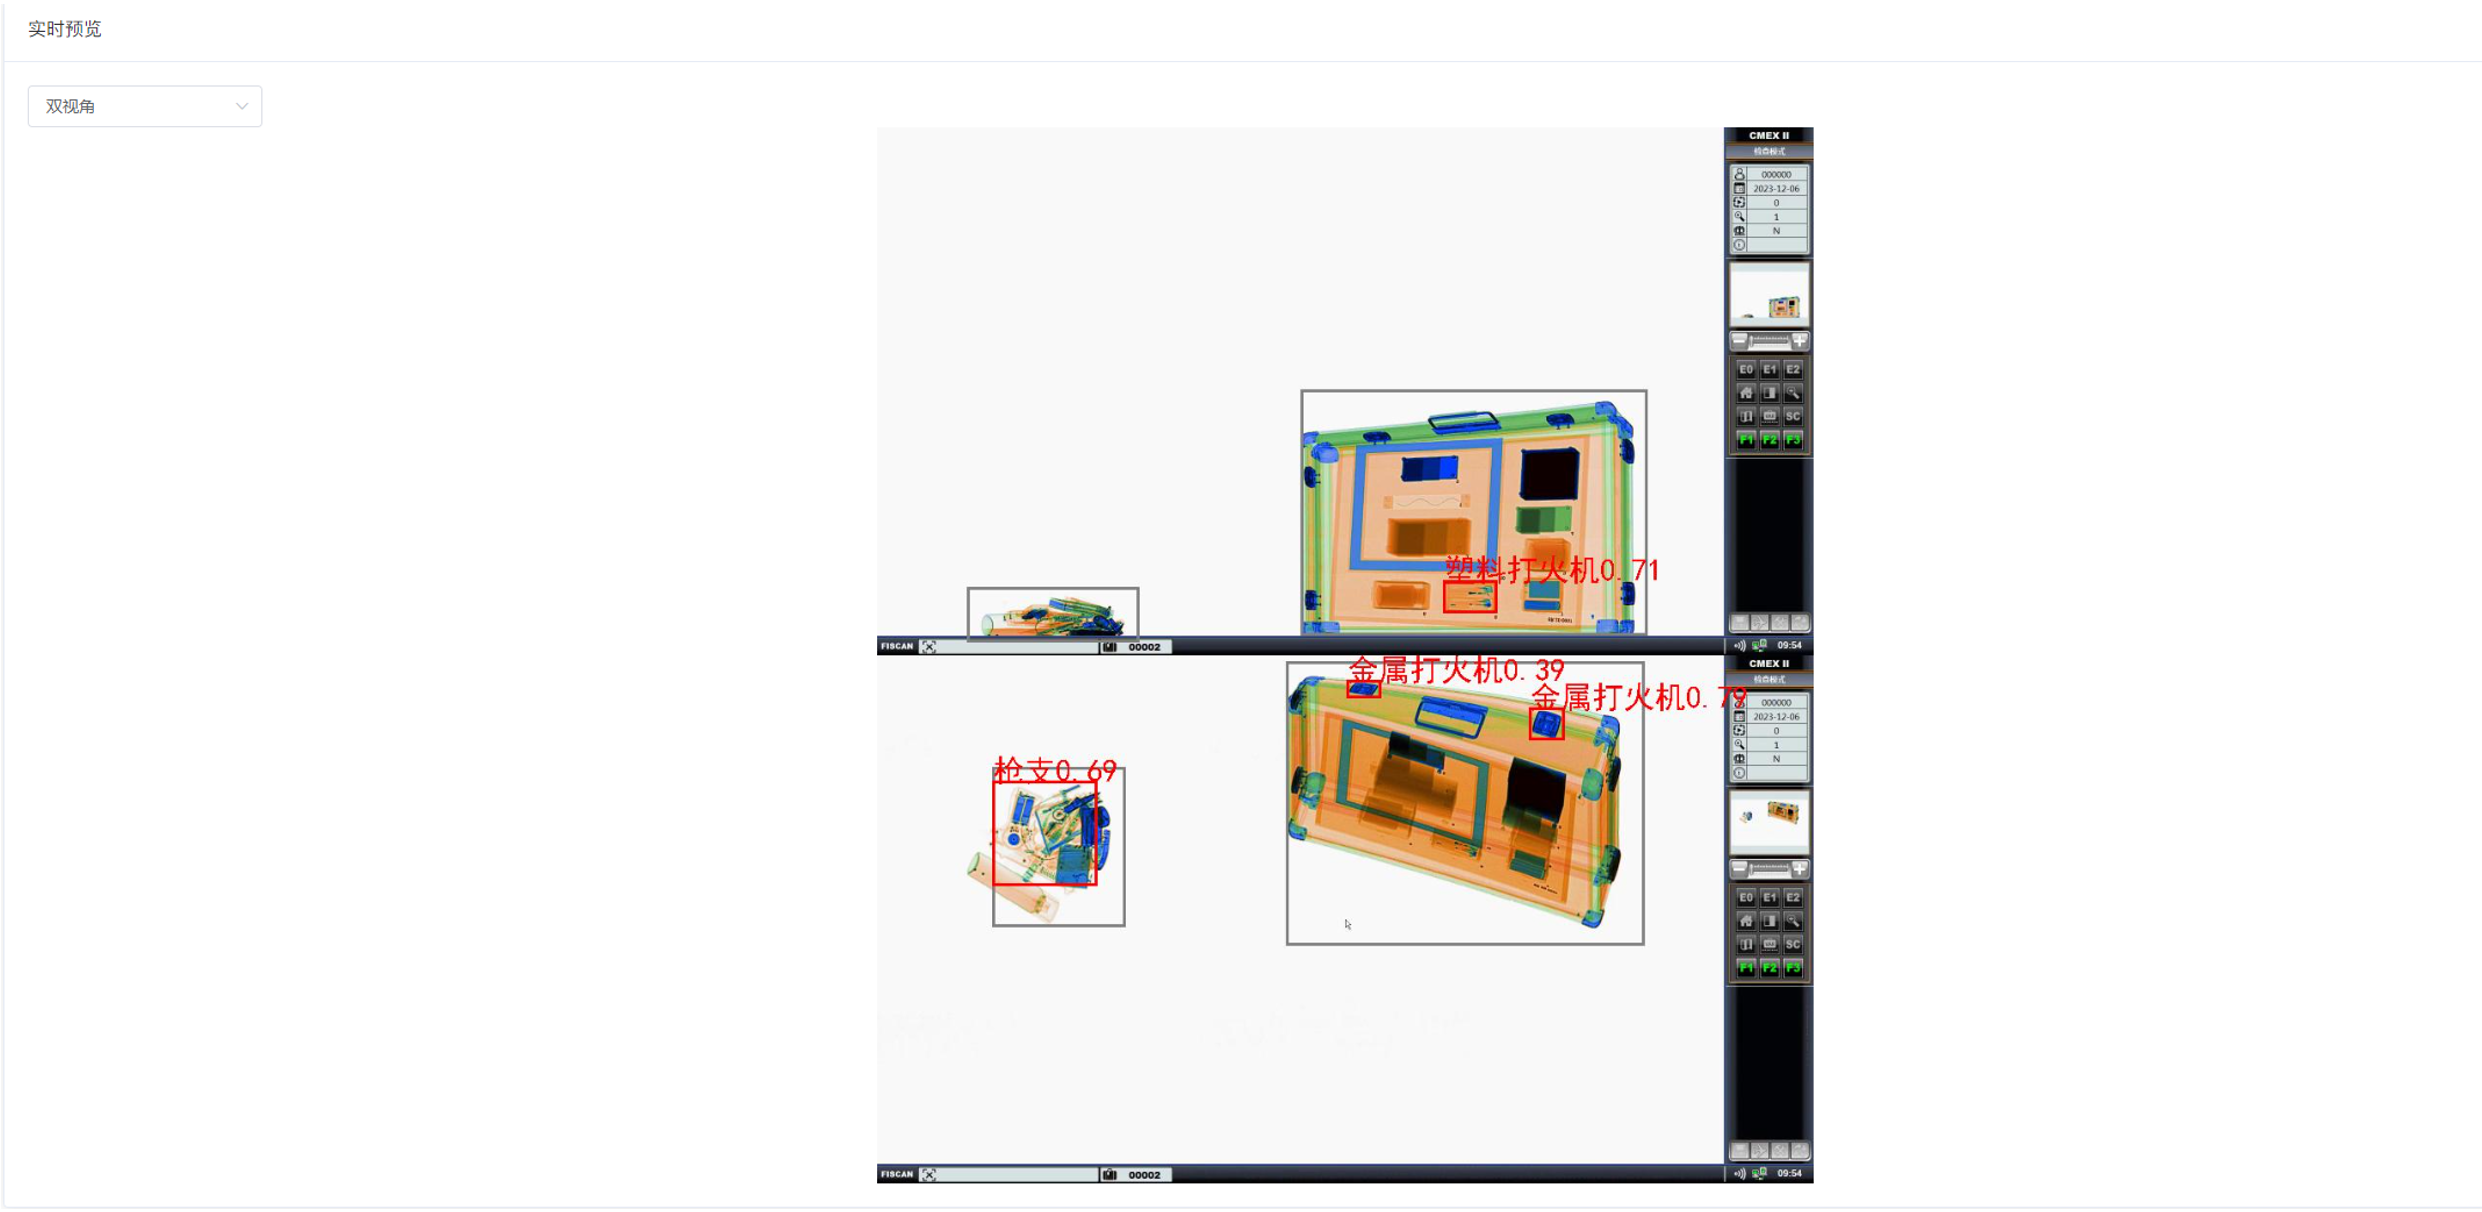 实时预览
双视角
CMEX II
检查模式
000000
2023-12-06
0
1
N
E0 E1 E2
SC
F1 F2 F3
塑料打火机0.71
FISCAN
00002
09:54
CMEX II
检查模式
金属打火机0.39
金属打火机0.79
000000
2023-12-06
0
1
N
枪支0.69
E0 E1 E2
SC
F1 F2 F3
FISCAN
00002
09:54